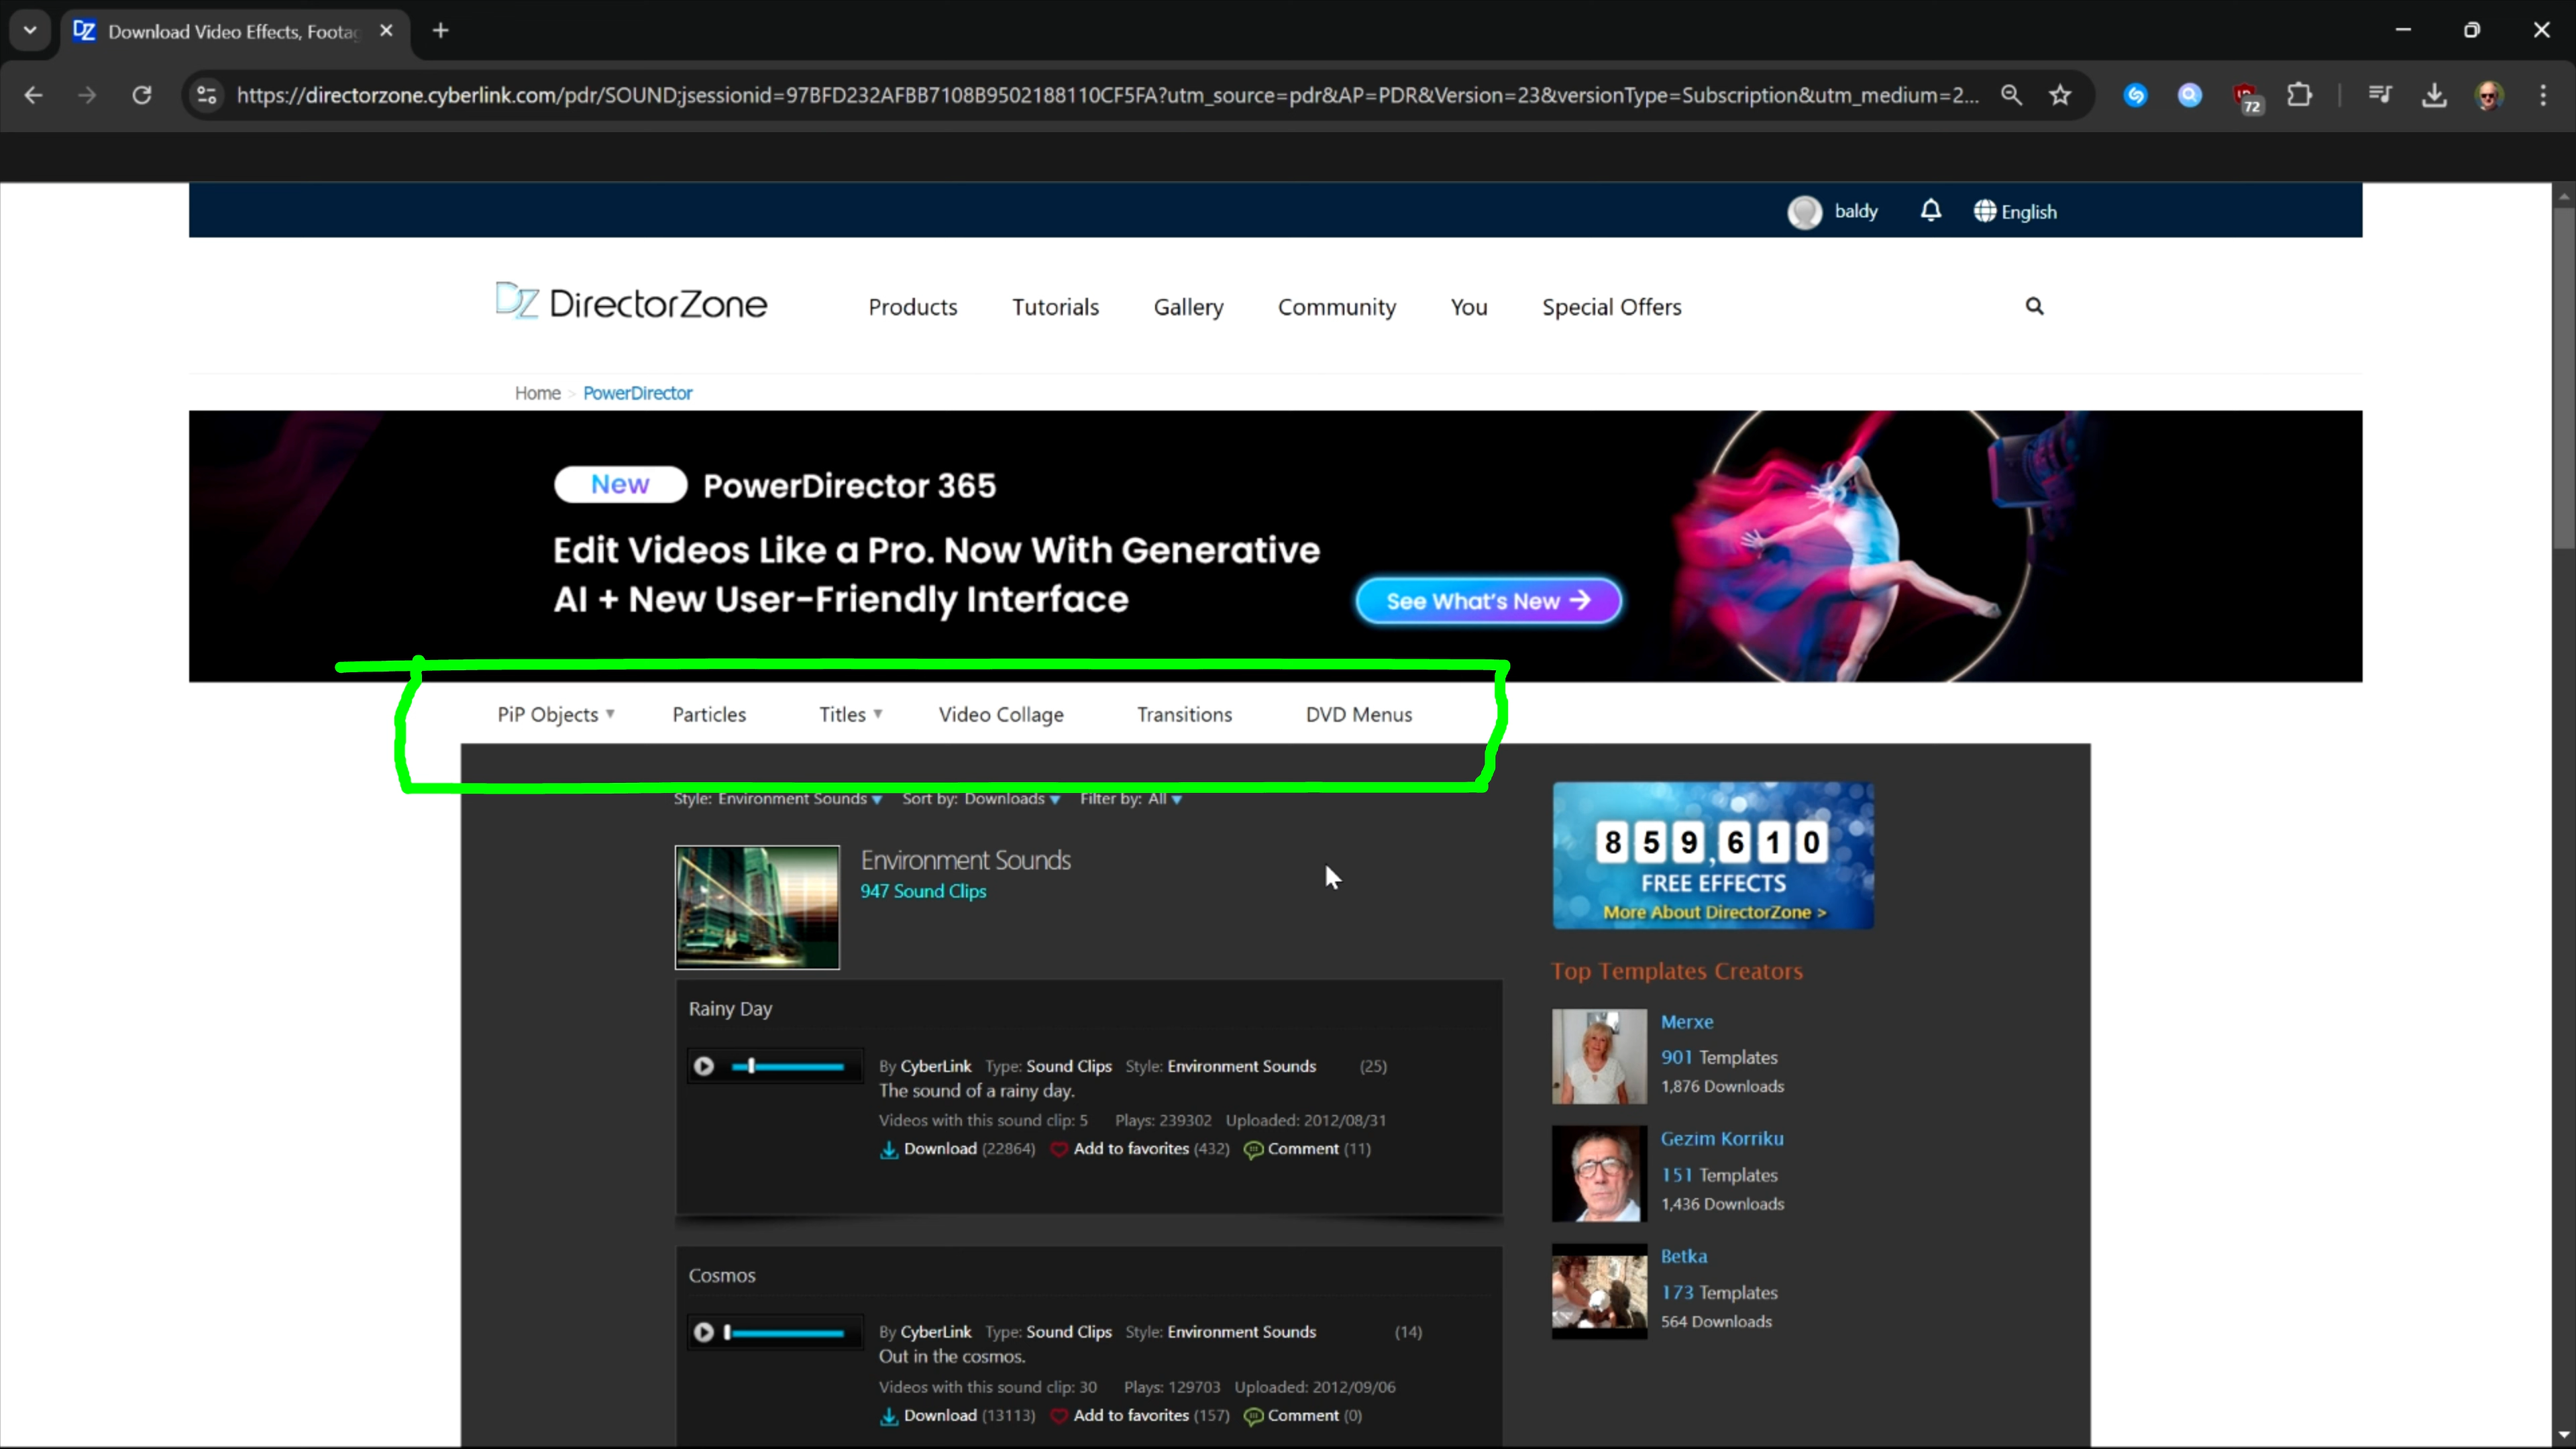 Download Video Effects, Foota
https://directorzone.cyberlink.com/pdr/SOUND;jsessionid=97BFD232AFBB7108B9502188110CF5FA?utm_source=pdr&AP=PDR&Version=23&versionType=Subscription&utm_medium=2...
72
baldy English
DZ DirectorZone
Products Tutorials Gallery Community You Special Offers
Home > PowerDirector
New PowerDirector 365
Edit Videos Like a Pro. Now With Generative
AI + New User-Friendly Interface
See What's New →
PiP Objects Particles Titles Video Collage Transitions DVD Menus
Style: Environment Sounds Sort by: Downloads Filter by: All
Environment Sounds
947 Sound Clips
Rainy Day
By CyberLink Type: Sound Clips Style: Environment Sounds (25)
The sound of a rainy day.
Videos with this sound clip: 5 Plays: 239302 Uploaded: 2012/08/31
Download (22864) Add to favorites (432) Comment (11)
Cosmos
By CyberLink Type: Sound Clips Style: Environment Sounds (14)
Out in the cosmos.
Videos with this sound clip: 30 Plays: 129703 Uploaded: 2012/09/06
Download (13113) Add to favorites (157) Comment (0)
859,610
FREE EFFECTS
More About DirectorZone >
Top Templates Creators
Merxe
901 Templates
1,876 Downloads
Gezim Korriku
151 Templates
1,436 Downloads
Betka
173 Templates
564 Downloads